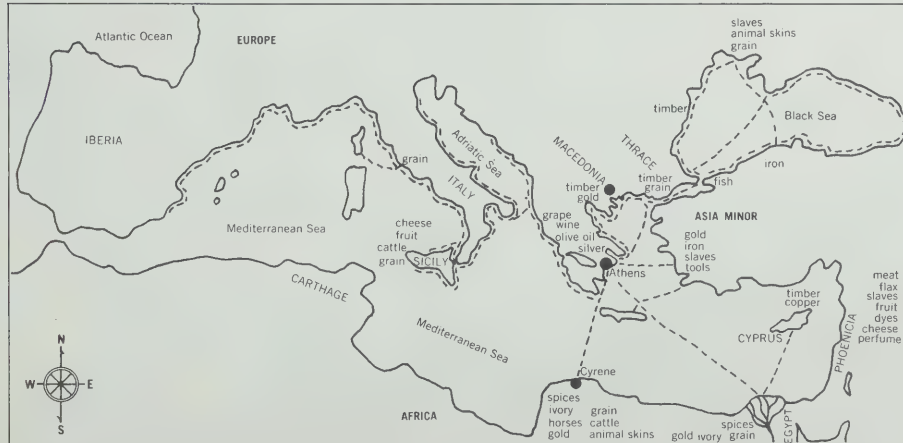 Atlantic Ocean
EUROPE
IBERIA
Mediterranean Sea
grain
ITALY
Adriatic Sea
cheese
fruit
cattle
grain
SICILY
CARTHAGE
Mediterranean Sea
MACEDONIA
THRACE
timber
gold
timber
grain
grape
wine
olive oil
silver
Athens
slaves
animal skins
grain
timber
Black Sea
iron
fish
ASIA MINOR
gold
iron
slaves
tools
timber
copper
CYPRUS
PHOENICIA
meat
flax
slaves
fruit
dyes
cheese
perfume
N
W
E
S
AFRICA
Cyrene
spices
ivory
horses
gold
grain
cattle
animal skins
spices
gold ivory grain
EGYPT